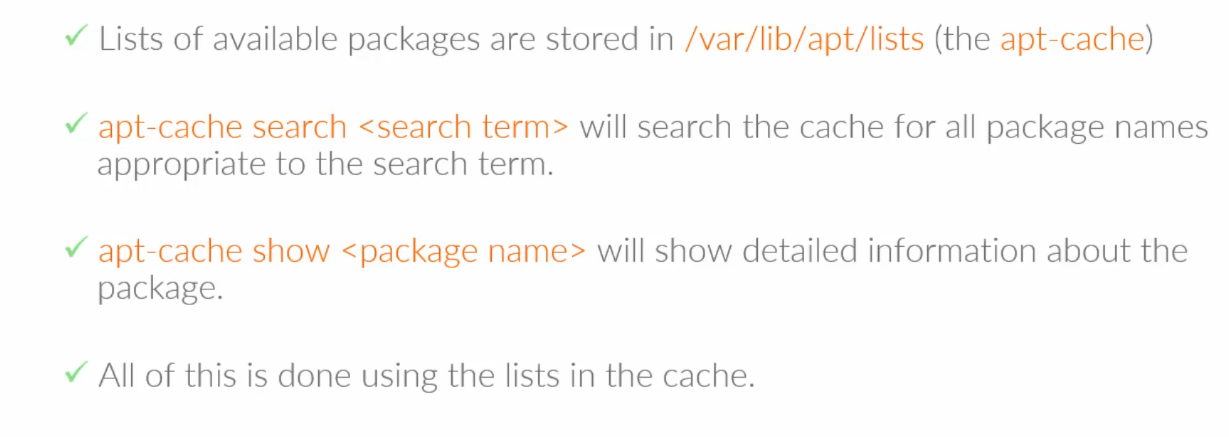 ✓ Lists of available packages are stored in /var/lib/apt/lists (the apt-cache)
✓ apt-cache search <search term> will search the cache for all package names
appropriate to the search term.
✓ apt-cache show <package name> will show detailed information about the
package.
✓ All of this is done using the lists in the cache.